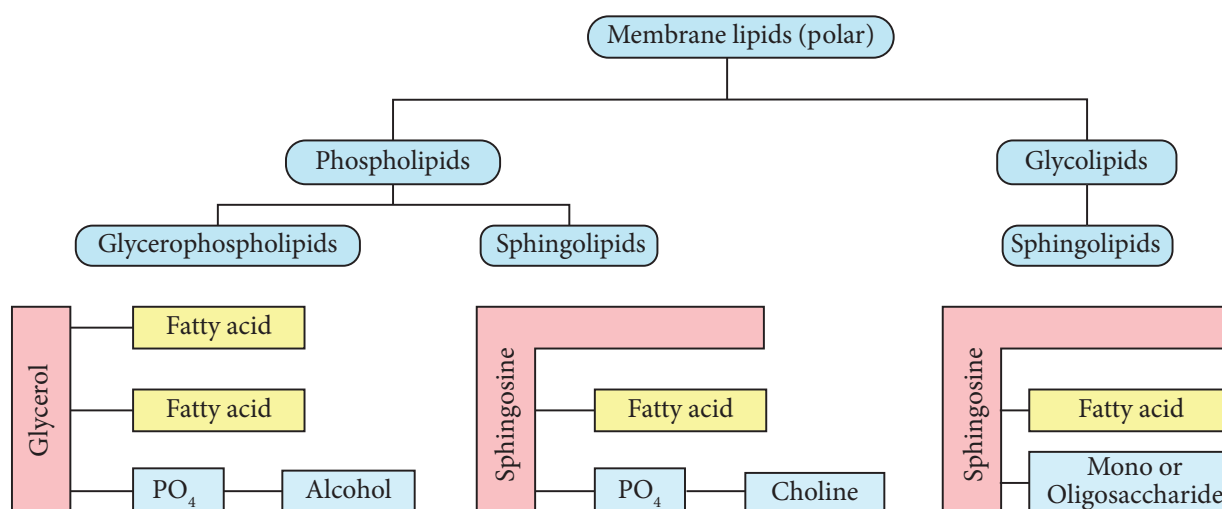 Membrane lipids (polar)
Phospholipids
Glycolipids
Glycerophospholipids
Sphingolipids
Sphingolipids
Glycerol
Fatty acid
Fatty acid
PO4
Alcohol
Sphingosine
Fatty acid
PO4
Choline
Sphingosine
Fatty acid
Mono or
Oligosaccharide